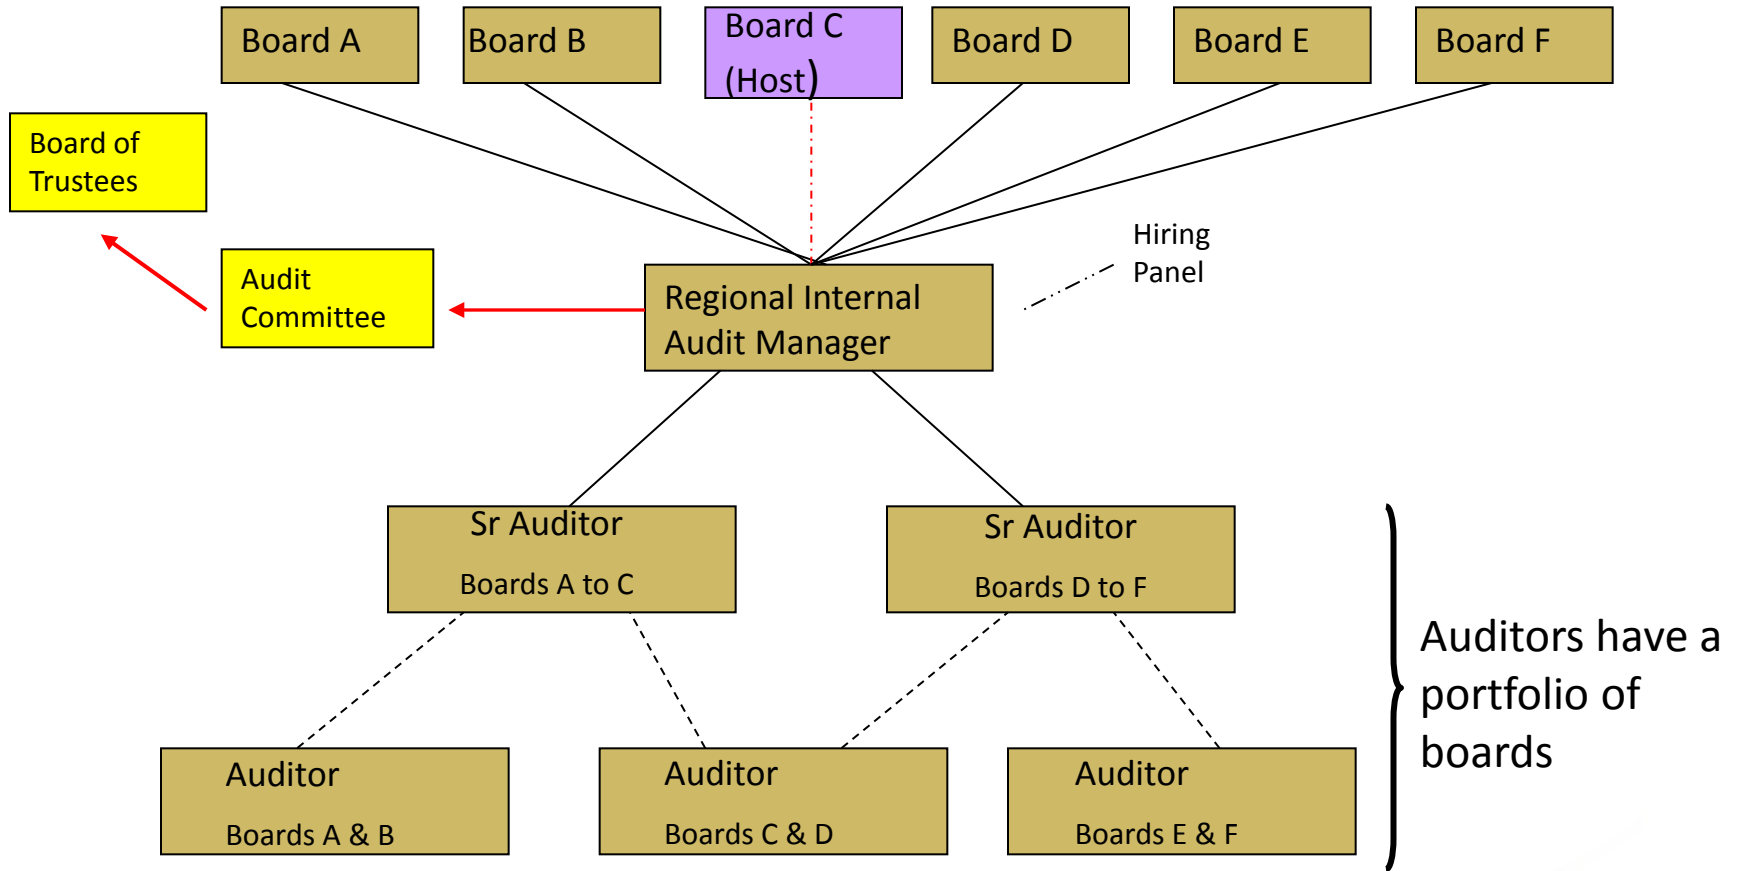 Board A
Board B
Board C
(Host)
Board D
Board E
Board F
Board of
Trustees
Audit
Committee
Regional Internal
Audit Manager
Hiring
Panel
Sr Auditor
Boards A to C
Sr Auditor
Boards D to F
Auditors have a
portfolio of
boards
Auditor
Boards A & B
Auditor
Boards C & D
Auditor
Boards E & F